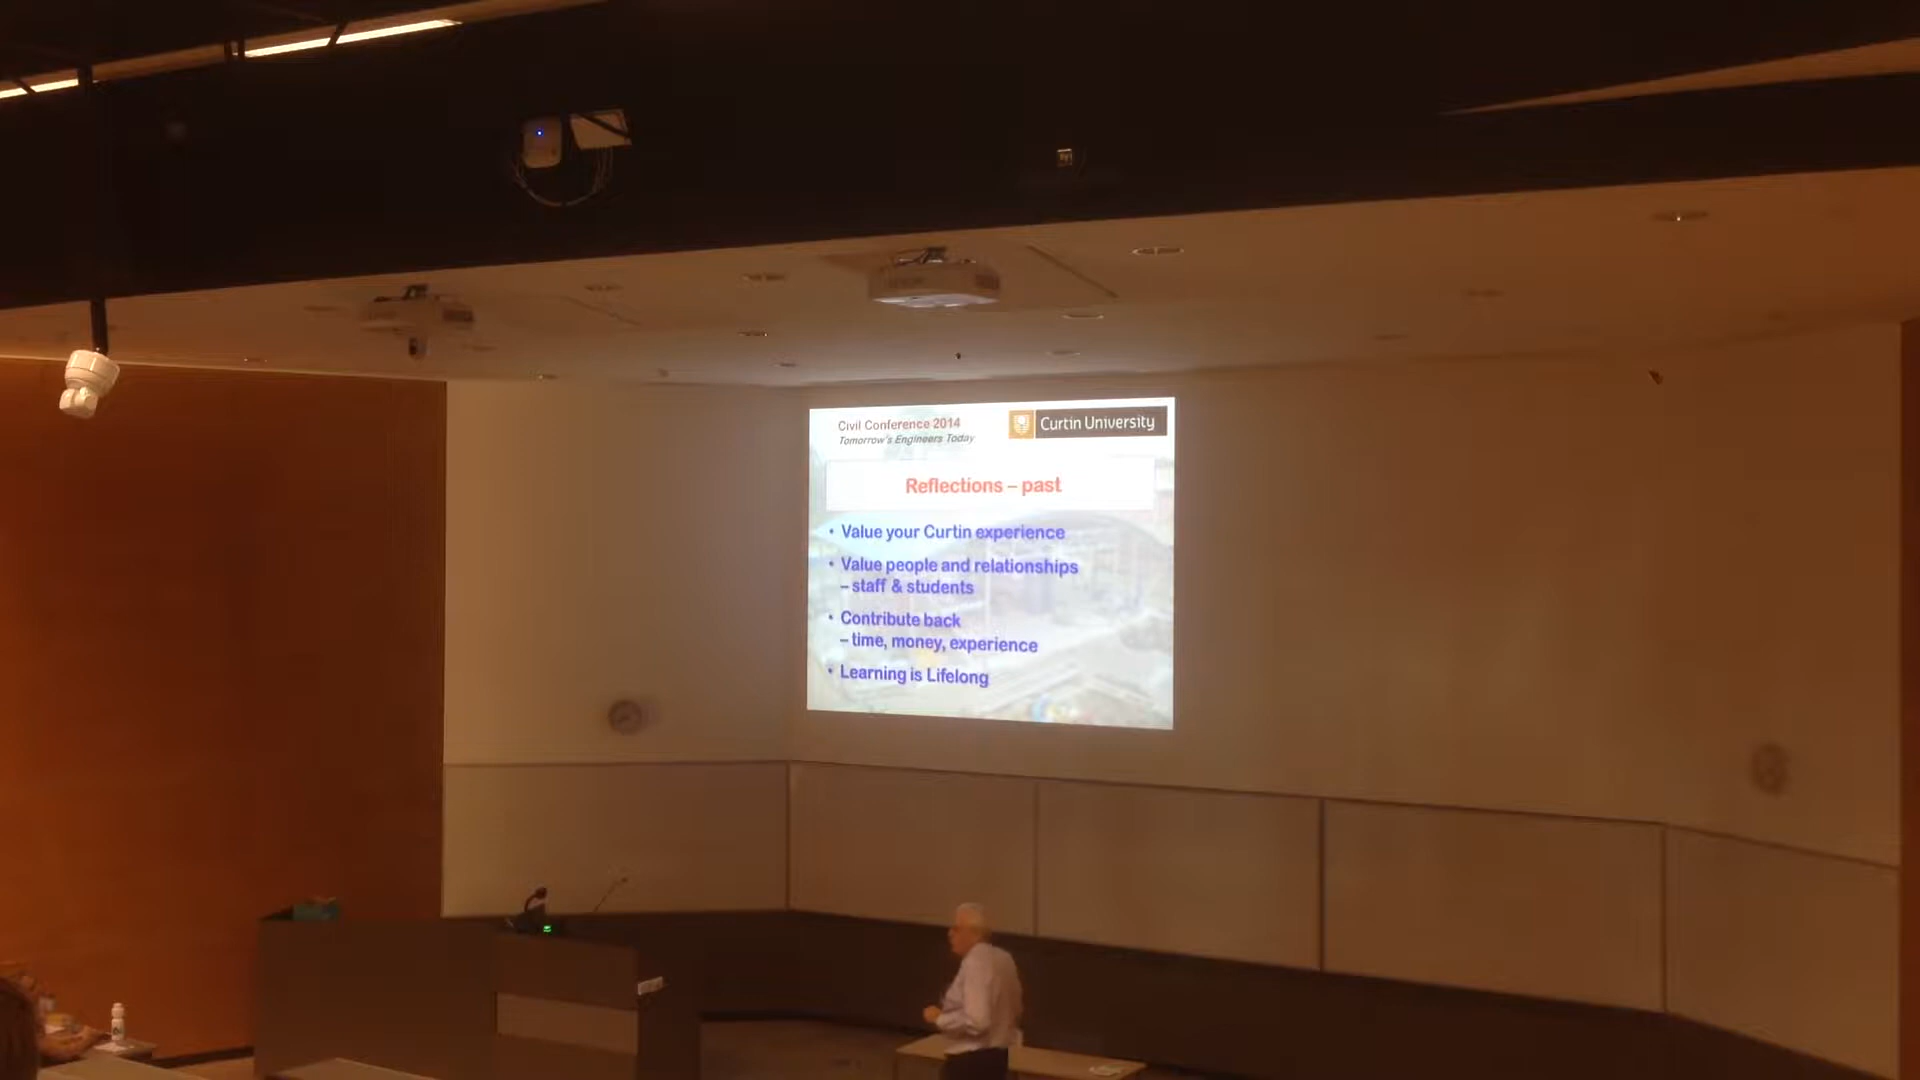 Civil Conference 2014
Tomorrow's Engineers Today
Curtin University
Reflections – past
• Value your Curtin experience
• Value people and relationships
– staff & students
• Contribute back
– time, money, experience
• Learning is Lifelong